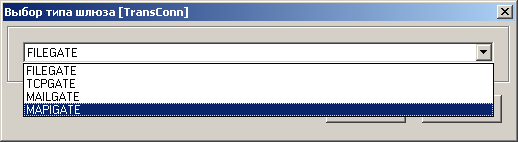 Выбор типа шлюза [TransConn]
FILEGATE
FILEGATE
TCPGATE
MAILGATE
MAPIGATE